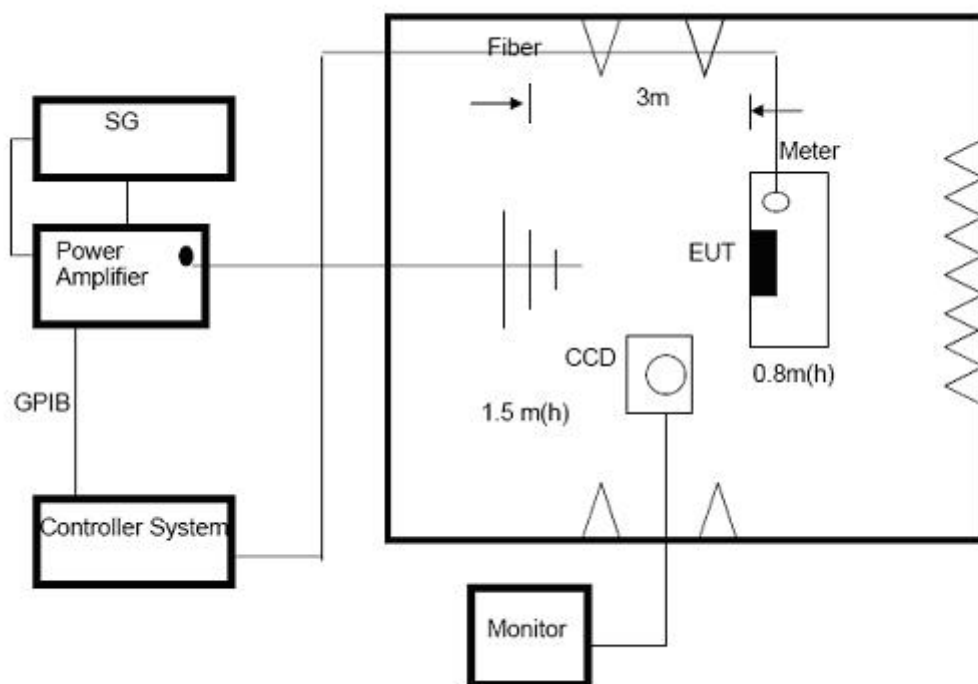 Fiber
3m
SG
Meter
Power
Amplifier
EUT
CCD
0.8m(h)
GPIB
1.5 m(h)
Controller System
Monitor